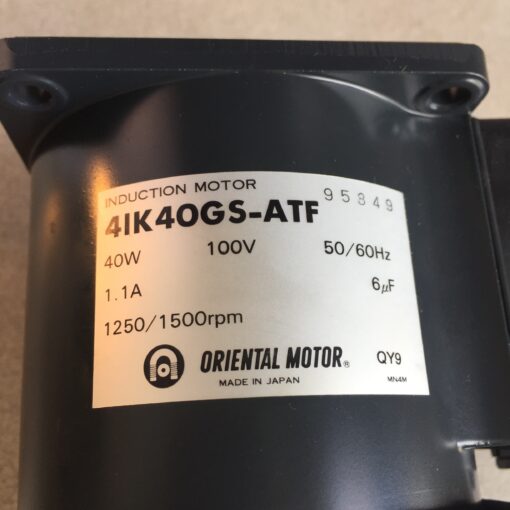 INDUCTION MOTOR 95849
4IK40GS-ATF
40W 100V 50/60Hz
1.1A 6μF
1250/1500rpm
ORIENTAL MOTOR® QY9
MADE IN JAPAN MN4M